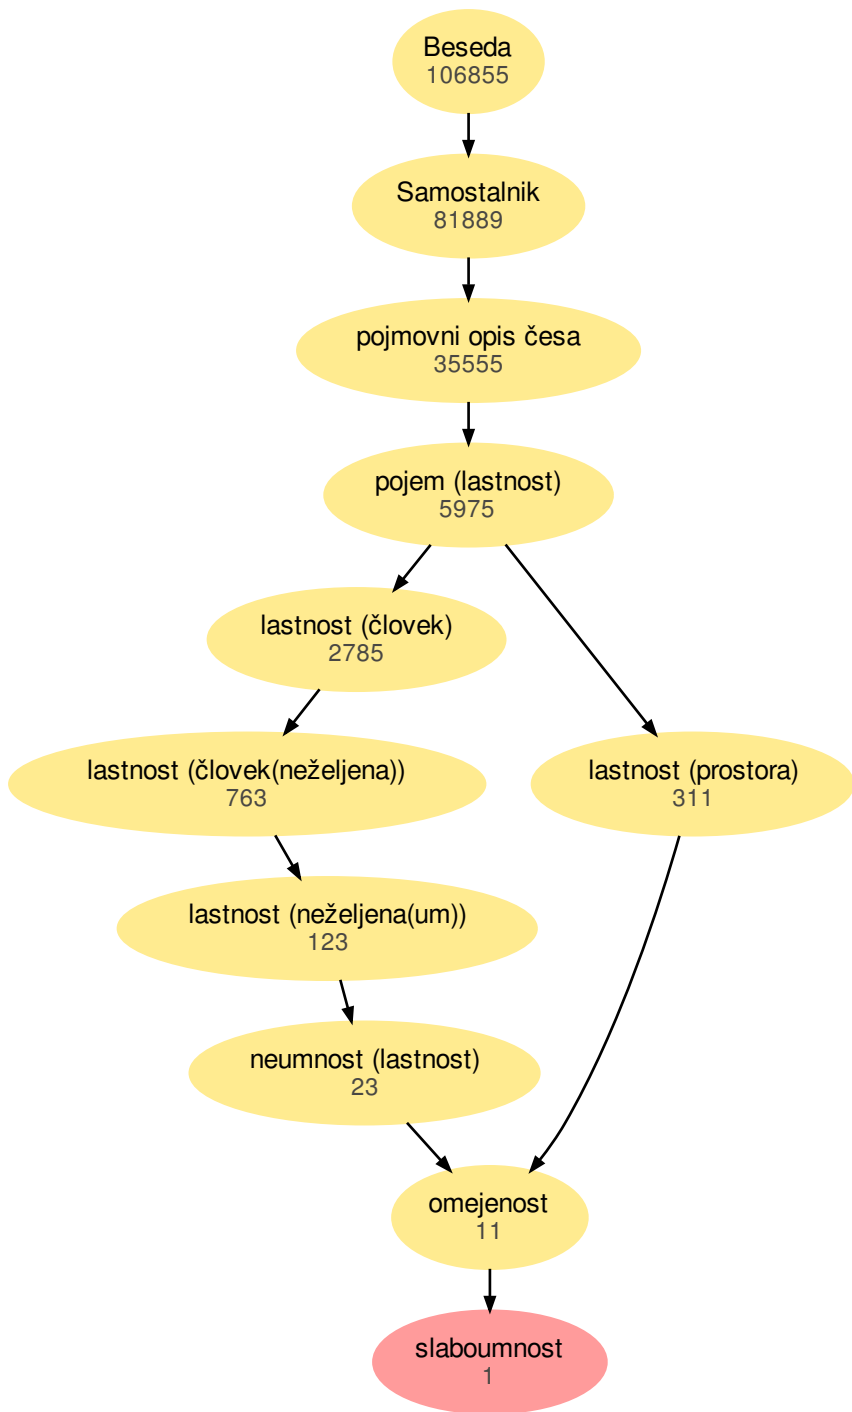 Beseda
106855
Samostalnik
81889
pojmovni opis česa
35555
pojem (lastnost)
5975
lastnost (človek)
2785
lastnost (človek(neželjena))
763
lastnost (prostora)
311
lastnost (neželjena(um))
123
neumnost (lastnost)
23
omejenost
11
slaboumnost
1